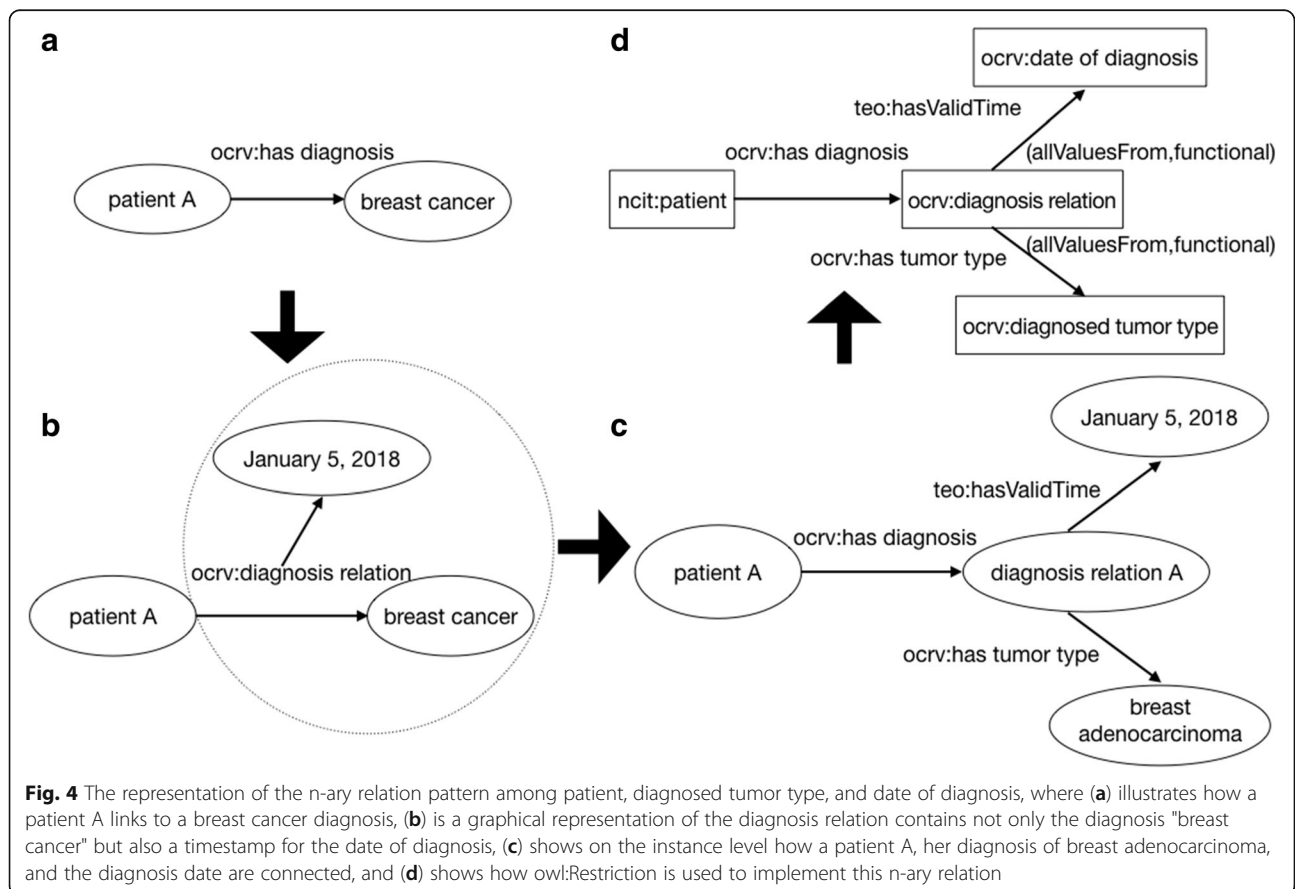 a
ocrv:has diagnosis
patient A
breast cancer
d
ocrv:date of diagnosis
teo:hasValidTime
ocrv:has diagnosis
(allValuesFrom,functional)
ncit:patient
ocrv:diagnosis relation
(allValuesFrom,functional)
ocrv:has tumor type
ocrv:diagnosed tumor type
b
January 5, 2018
ocrv:diagnosis relation
patient A
breast cancer
c
January 5, 2018
teo:hasValidTime
ocrv:has diagnosis
patient A
diagnosis relation A
ocrv:has tumor type
breast
adenocarcinoma
Fig. 4 The representation of the n-ary relation pattern among patient, diagnosed tumor type, and date of diagnosis, where (a) illustrates how a
patient A links to a breast cancer diagnosis, (b) is a graphical representation of the diagnosis relation contains not only the diagnosis "breast
cancer" but also a timestamp for the date of diagnosis, (c) shows on the instance level how a patient A, her diagnosis of breast adenocarcinoma,
and the diagnosis date are connected, and (d) shows how owl:Restriction is used to implement this n-ary relation